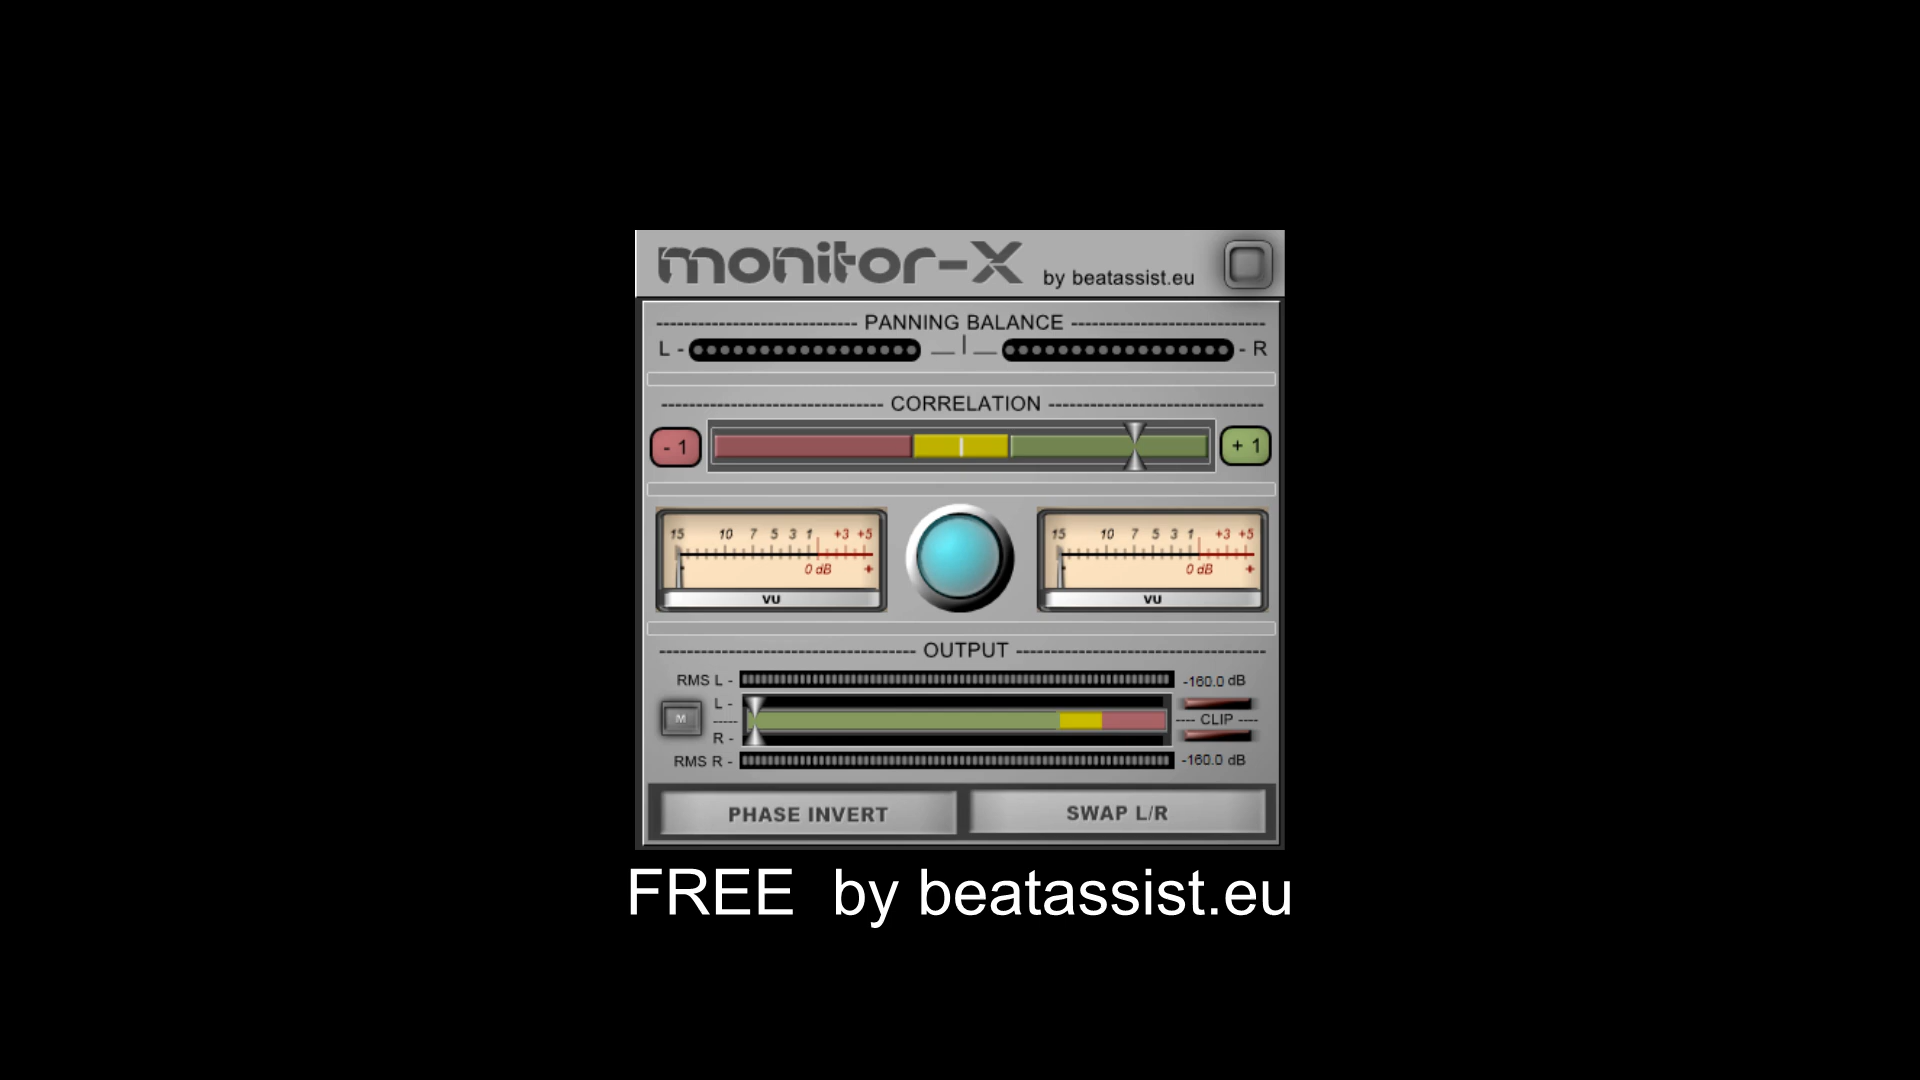 monitor-X by beatassist.eu
PANNING BALANCE
L - - R
CORRELATION
- 1 + 1
15 10 7 5 3 1 +3 +5 15 10 7 5 3 1 +3 +5
0 dB + 0 dB +
VU VU
OUTPUT
RMS L - -160.0 dB
L -
M CLIP
R -
RMS R - -160.0 dB
PHASE INVERT SWAP L/R
FREE by beatassist.eu